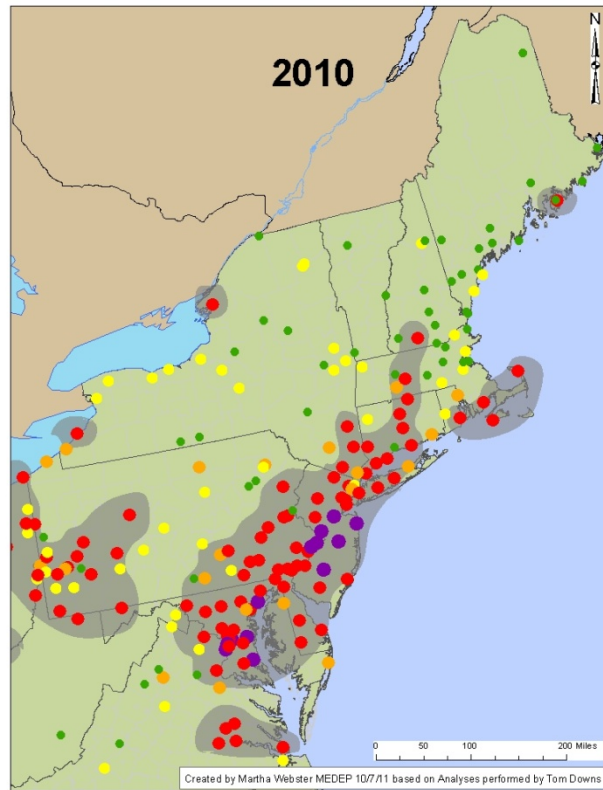 N
2010
0 50 100 200 Miles
Created by Martha Webster MEDEP 10/7/11 based on Analyses performed by Tom Downs